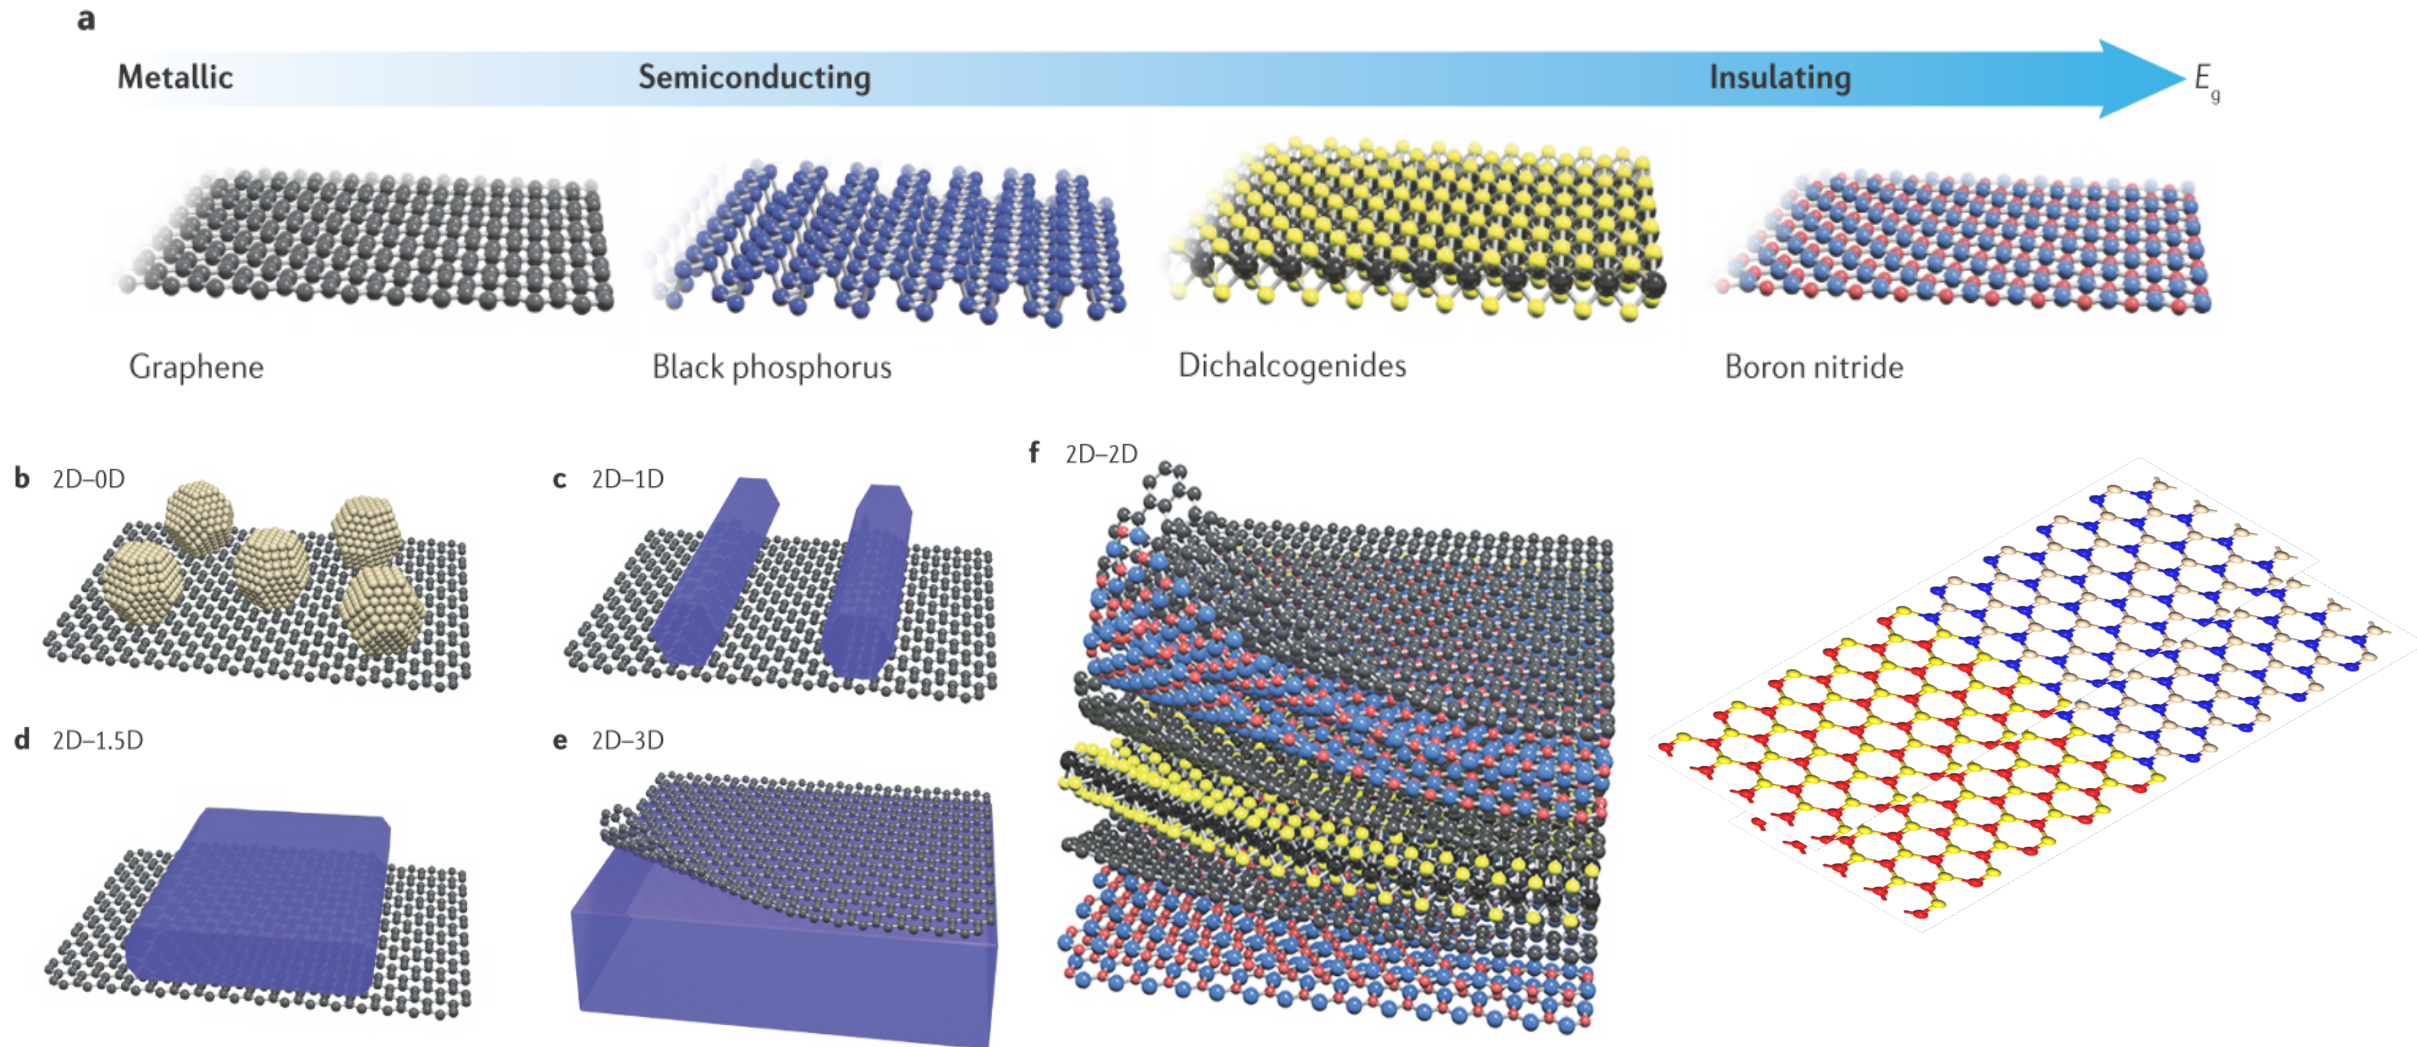 a
Metallic Semiconducting Insulating Eg
Graphene Black phosphorus Dichalcogenides Boron nitride
b 2D–0D
c 2D–1D
f 2D–2D
d 2D–1.5D
e 2D–3D